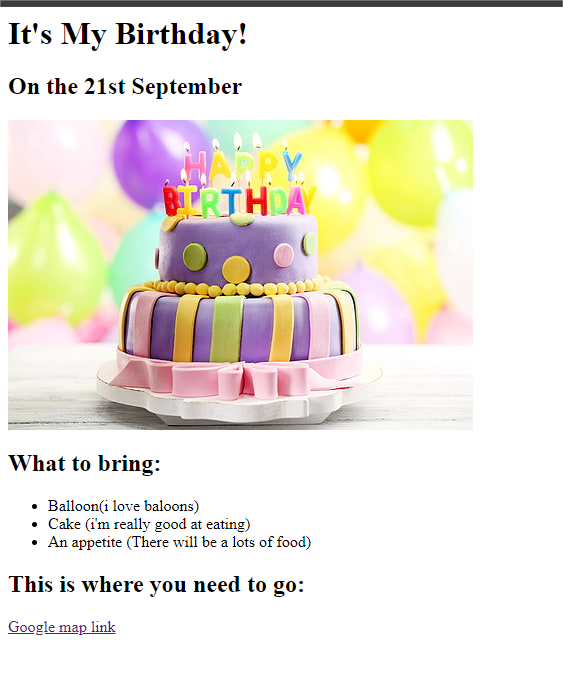 It's My Birthday!
On the 21st September
HAPPY
BIRTHDAY
What to bring:
Balloon(i love baloons)
Cake (i'm really good at eating)
An appetite (There will be a lots of food)
This is where you need to go:
Google map link